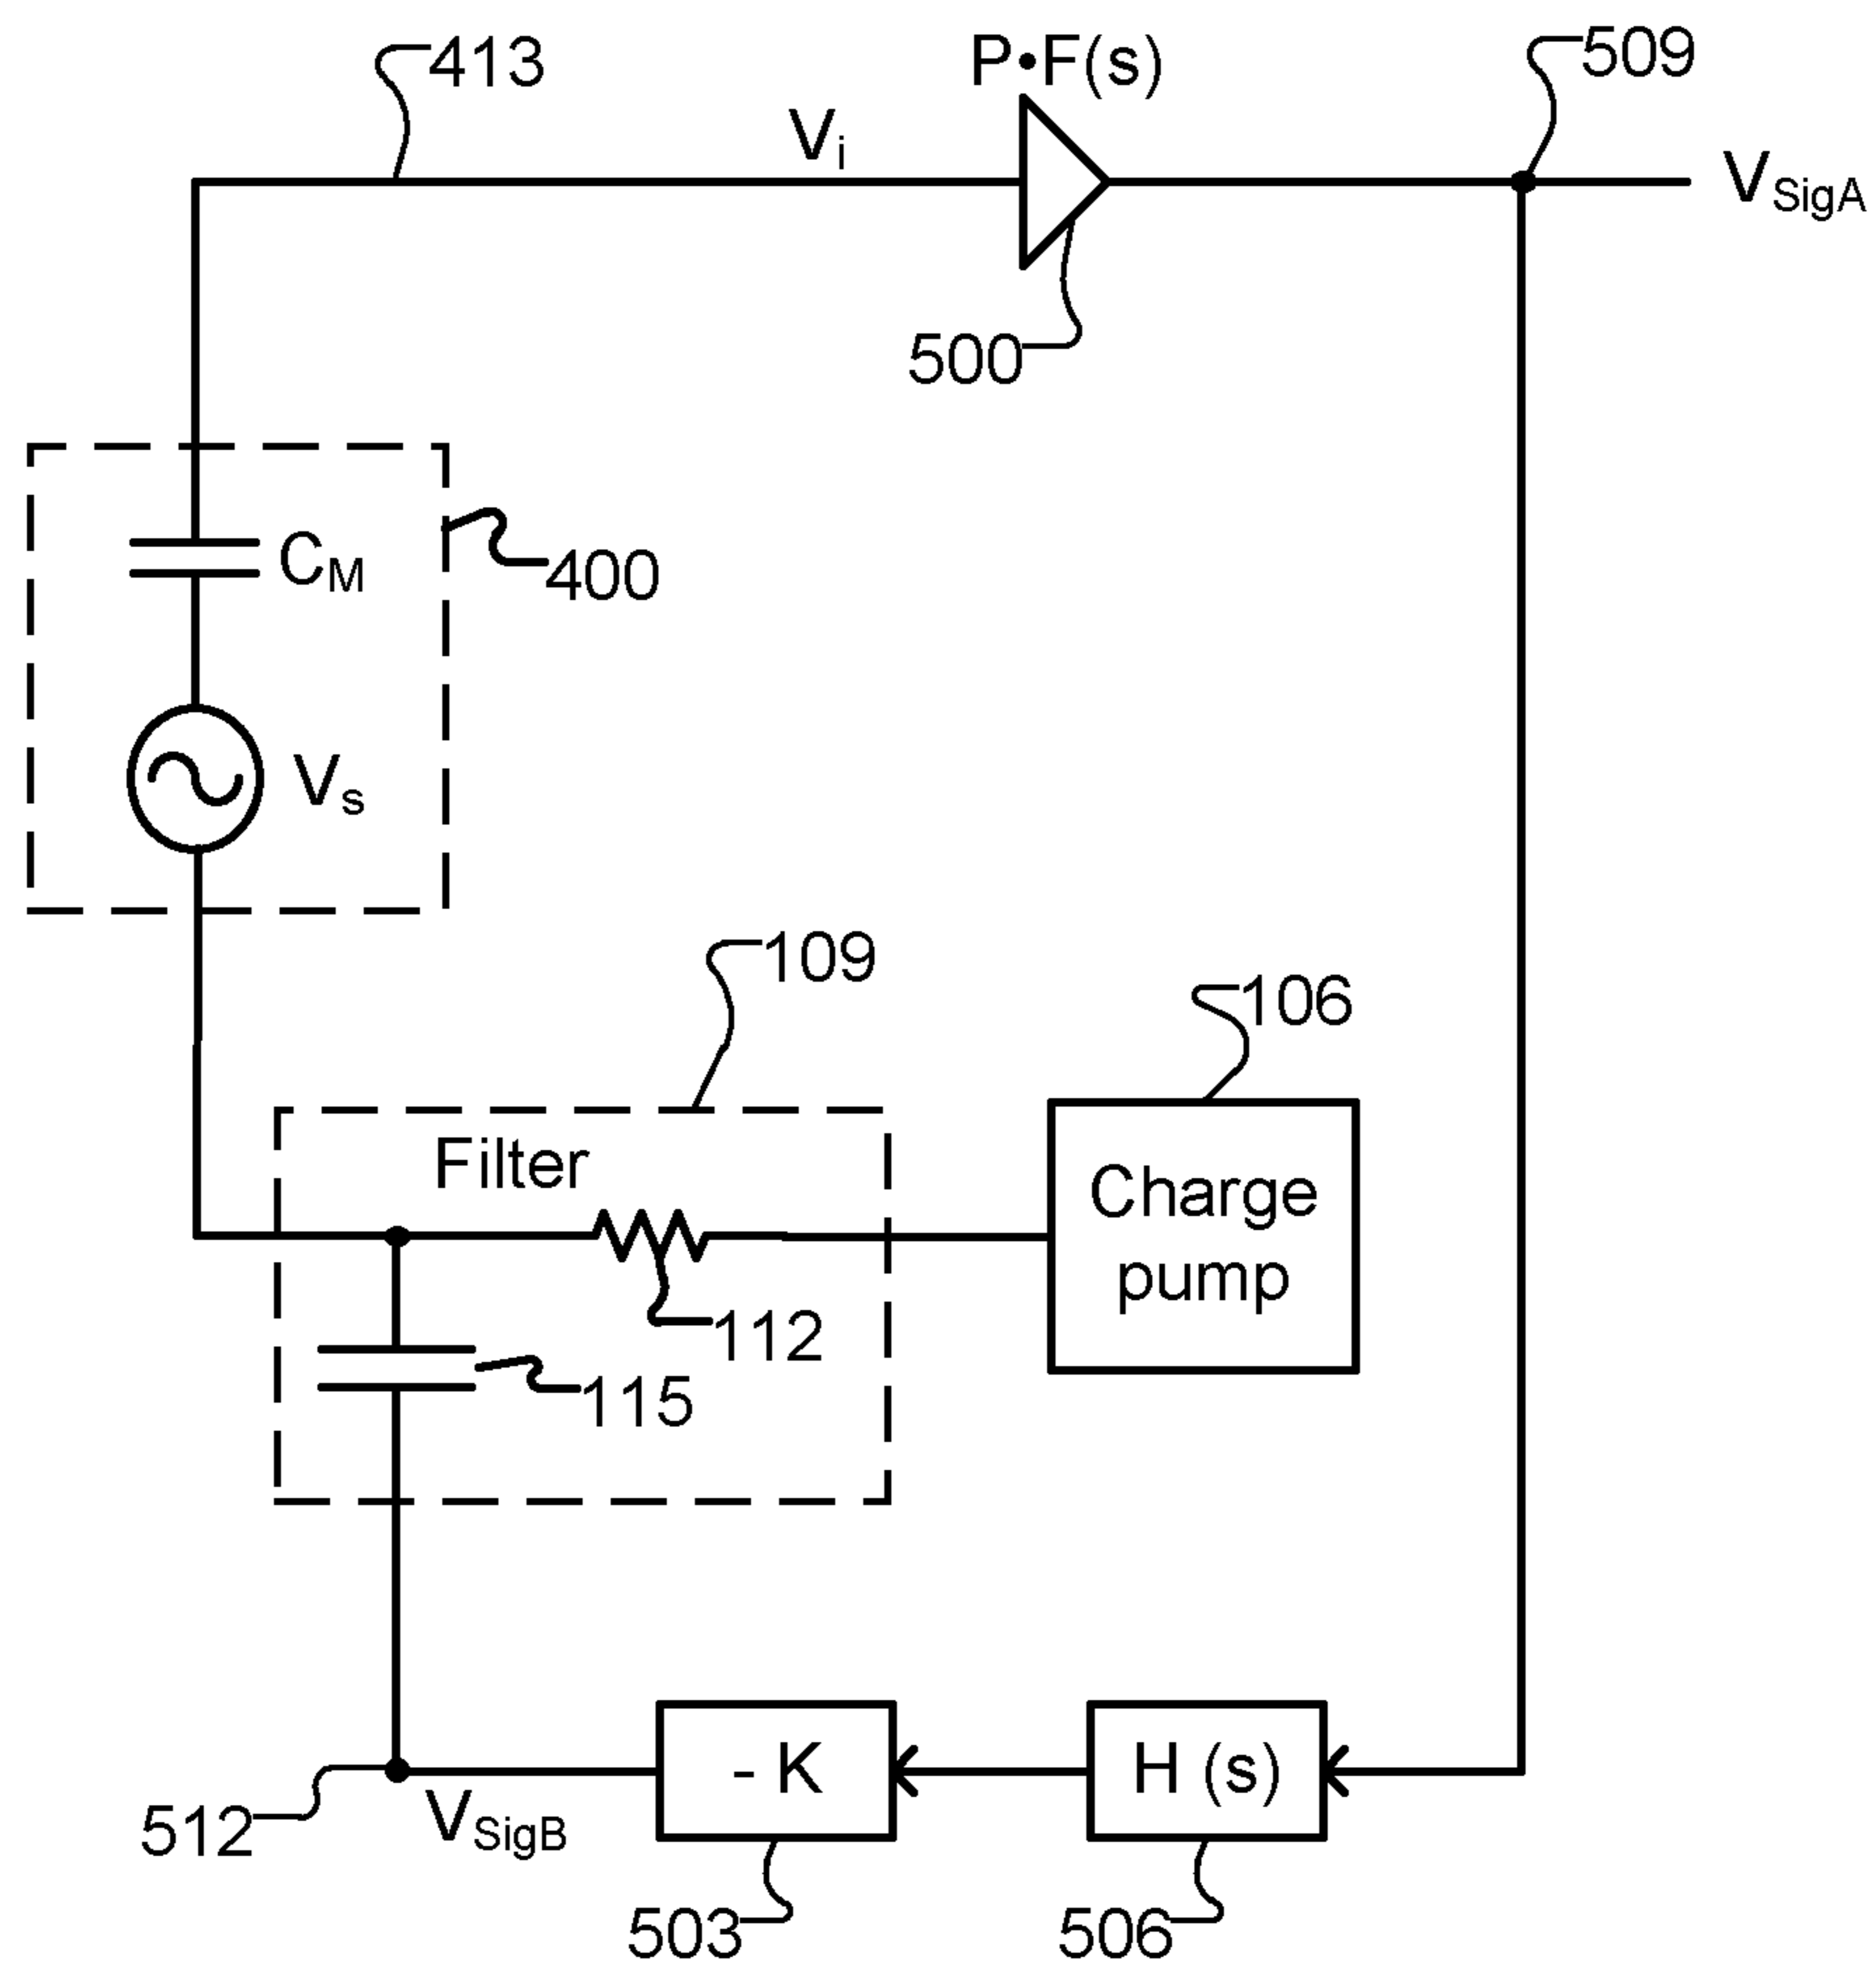 413
P•F(s)
509
Vi
VSigA
500
CM
400
Vs
109
106
Filter
Charge
pump
112
115
- K
H (s)
VSigB
512
503
506